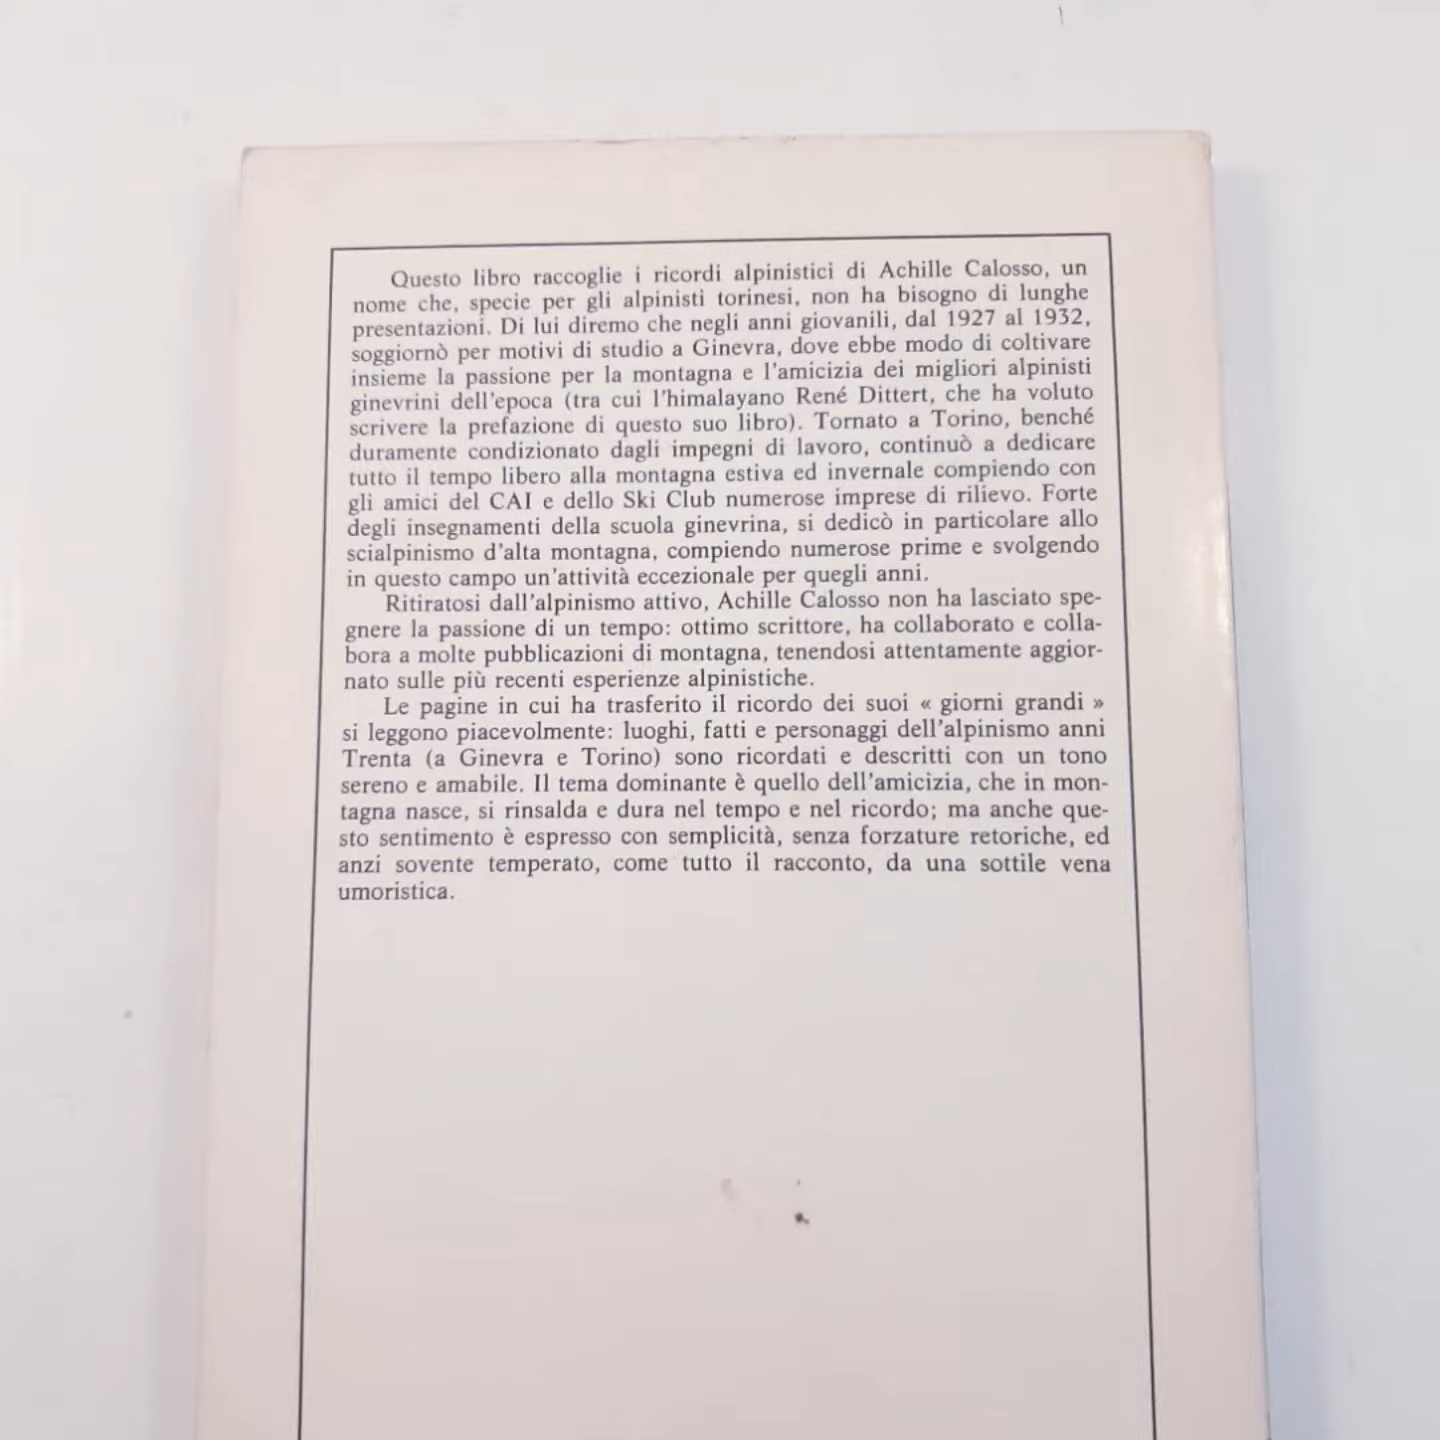 Questo libro raccoglie i ricordi alpinistici di Achille Calosso, un
nome che, specie per gli alpinisti torinesi, non ha bisogno di lunghe
presentazioni. Di lui diremo che negli anni giovanili, dal 1927 al 1932,
soggiornò per motivi di studio a Ginevra, dove ebbe modo di coltivare
insieme la passione per la montagna e l'amicizia dei migliori alpinisti
ginevrini dell'epoca (tra cui l'himalayano René Dittert, che ha voluto
scrivere la prefazione di questo suo libro). Tornato a Torino, benché
duramente condizionato dagli impegni di lavoro, continuò a dedicare
tutto il tempo libero alla montagna estiva ed invernale compiendo con
gli amici del CAI e dello Ski Club numerose imprese di rilievo. Forte
degli insegnamenti della scuola ginevrina, si dedicò in particolare allo
scialpinismo d'alta montagna, compiendo numerose prime e svolgendo
in questo campo un'attività eccezionale per quegli anni.
Ritiratosi dall'alpinismo attivo, Achille Calosso non ha lasciato spe-
gnere la passione di un tempo: ottimo scrittore, ha collaborato e colla-
bora a molte pubblicazioni di montagna, tenendosi attentamente aggior-
nato sulle più recenti esperienze alpinistiche.
Le pagine in cui ha trasferito il ricordo dei suoi « giorni grandi »
si leggono piacevolmente: luoghi, fatti e personaggi dell'alpinismo anni
Trenta (a Ginevra e Torino) sono ricordati e descritti con un tono
sereno e amabile. Il tema dominante è quello dell'amicizia, che in mon-
tagna nasce, si rinsalda e dura nel tempo e nel ricordo; ma anche que-
sto sentimento è espresso con semplicità, senza forzature retoriche, ed
anzi sovente temperato, come tutto il racconto, da una sottile vena
umoristica.